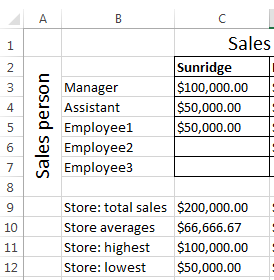 A B C
1 Sales
2 Sunridge
Sales person
3 Manager $100,000.00
4 Assistant $50,000.00
5 Employee1 $50,000.00
6 Employee2
7 Employee3
8
9 Store: total sales $200,000.00
10 Store averages $66,666.67
11 Store: highest $100,000.00
12 Store: lowest $50,000.00